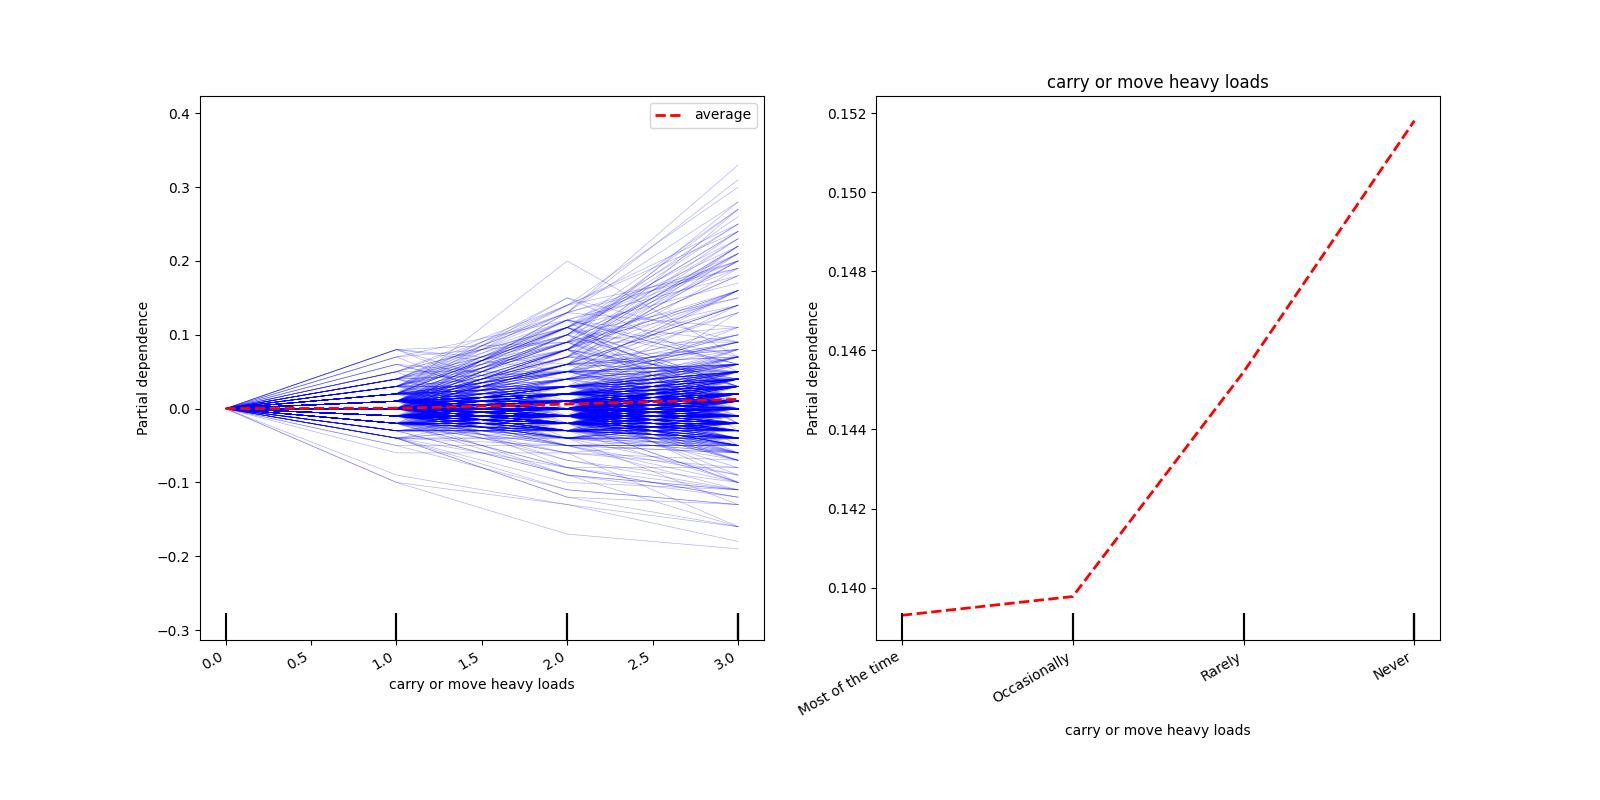 average
0.4
0.3
0.2
0.1
0.0
−0.1
−0.2
−0.3
Partial dependence
0.0
0.5
1.0
1.5
2.0
2.5
3.0
carry or move heavy loads
carry or move heavy loads
0.152
0.150
0.148
0.146
0.144
0.142
0.140
Partial dependence
Most of the time
Occasionally
Rarely
Never
carry or move heavy loads